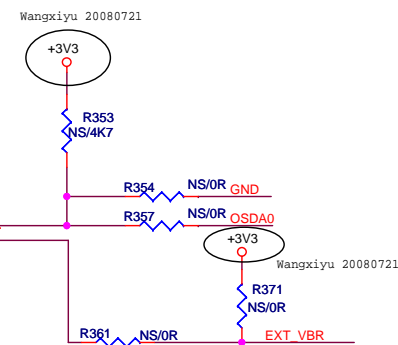 Wangxiyu 20080721
+3V3
R353
NS/4K7
R354 NS/0R GND
R357 NS/0R OSDA0
+3V3
Wangxiyu 20080721
R371
NS/0R
R361 NS/0R EXT_VBR